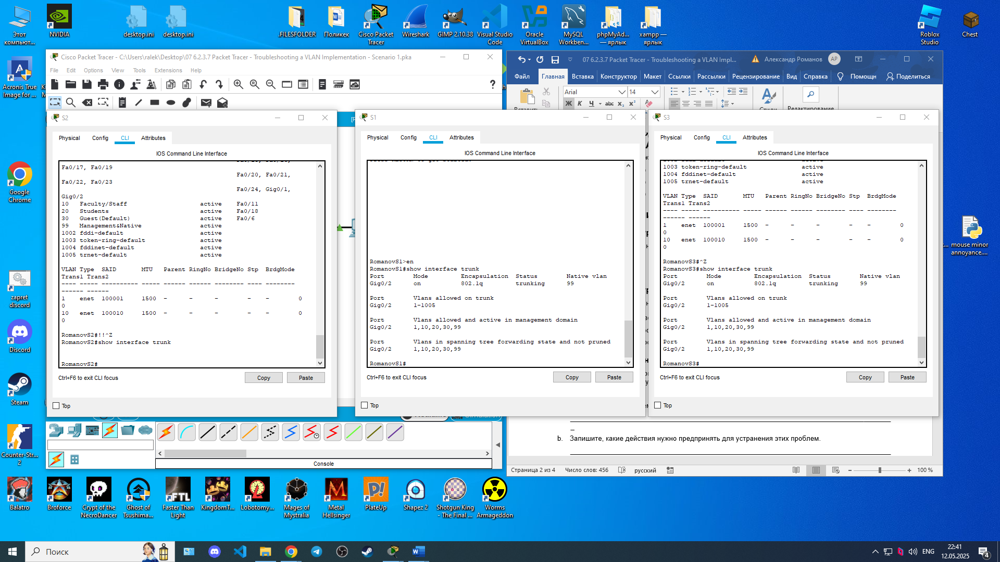 Этот компьют...
NVIDIA
desktop.ini
desktop.ini
.FILESFOLDER
Поликек
Cisco Packet Tracer
Wireshark
GIMP 2.10.38
Visual Studio Code
Oracle VirtualBox
MySQL Workben...
phpMyAd... — ярлык
xampp — ярлык
Roblox Studio
Chest
Acronis True Image for ...
Google Chrome
zapret discord
Discord
Steam
Counter-Str... 2
mouse minor annoyance....
Cisco Packet Tracer - C:\Users\ralek\Desktop\07 6.2.3.7 Packet Tracer - Troubleshooting a VLAN Implementation - Scenario 1.pka
File Edit Options View Tools Extensions Help
07 6.2.3.7 Packet Tracer - Troubleshooting a VLAN Impl...
Александр Романов
АР
Файл Главная Вставка Конструктор Макет Ссылки Рассылки Рецензирование Вид Справка Помощн Поделиться
Arial 14
Ж К Ч abc x₂ x²
Редактирование
S2
Physical Config CLI Attributes
IOS Command Line Interface
Fa0/17, Fa0/19
Fa0/20, Fa0/21,
Fa0/22, Fa0/23
Fa0/24, Gig0/1,
Gig0/2
10 Faculty/Staff active Fa0/11
20 Students active Fa0/18
30 Guest(Default) active Fa0/6
99 Management&Native active
1002 fddi-default active
1003 token-ring-default active
1004 fddinet-default active
1005 trnet-default active
VLAN Type SAID MTU Parent RingNo BridgeNo Stp BrdgMode
Trans1 Trans2
---- ----- ---------- ----- ------ ------ -------- ---- --------
------ ------
1 enet 100001 1500 - - - - - 0
0
10 enet 100010 1500 - - - - - 0
0
RomanovS2#!!^Z
RomanovS2#show interface trunk
RomanovS2#
Ctrl+F6 to exit CLI focus
Copy Paste
Top
S1
Physical Config CLI Attributes
IOS Command Line Interface
RomanovS1>en
RomanovS1#show interface trunk
Port Mode Encapsulation Status Native vlan
Gig0/2 on 802.1q trunking 99
Port Vlans allowed on trunk
Gig0/2 1-1005
Port Vlans allowed and active in management domain
Gig0/2 1,10,20,30,99
Port Vlans in spanning tree forwarding state and not pruned
Gig0/2 1,10,20,30,99
RomanovS1#
Ctrl+F6 to exit CLI focus
Copy Paste
Top
S3
Physical Config CLI Attributes
IOS Command Line Interface
1003 token-ring-default active
1004 fddinet-default active
1005 trnet-default active
VLAN Type SAID MTU Parent RingNo BridgeNo Stp BrdgMode
Trans1 Trans2
---- ----- ---------- ----- ------ ------ -------- ---- --------
------ ------
1 enet 100001 1500 - - - - - 0
0
10 enet 100010 1500 - - - - - 0
0
RomanovS3#^Z
RomanovS3#show interface trunk
Port Mode Encapsulation Status Native vlan
Gig0/2 on 802.1q trunking 99
Port Vlans allowed on trunk
Gig0/2 1-1005
Port Vlans allowed and active in management domain
Gig0/2 1,10,20,30,99
Port Vlans in spanning tree forwarding state and not pruned
Gig0/2 1,10,20,30,99
RomanovS3#
Ctrl+F6 to exit CLI focus
Copy Paste
Top
Console
b. Запишите, какие действия нужно предпринять для устранения этих проблем.
Страница 2 из 4 Число слов: 456 русский 100 %
Balatro
Broforce
Crypt of the NecroDancer
Ghost of Tsushima...
Faster Than Light
KingdomT...
Lobotomy...
Mages of Mystralia
Metal Hellsinger
PlateUp
Shapez 2
Shotgun King - The Final ...
Worms Armageddon
Поиск
ENG
22:41
12.05.2025
4